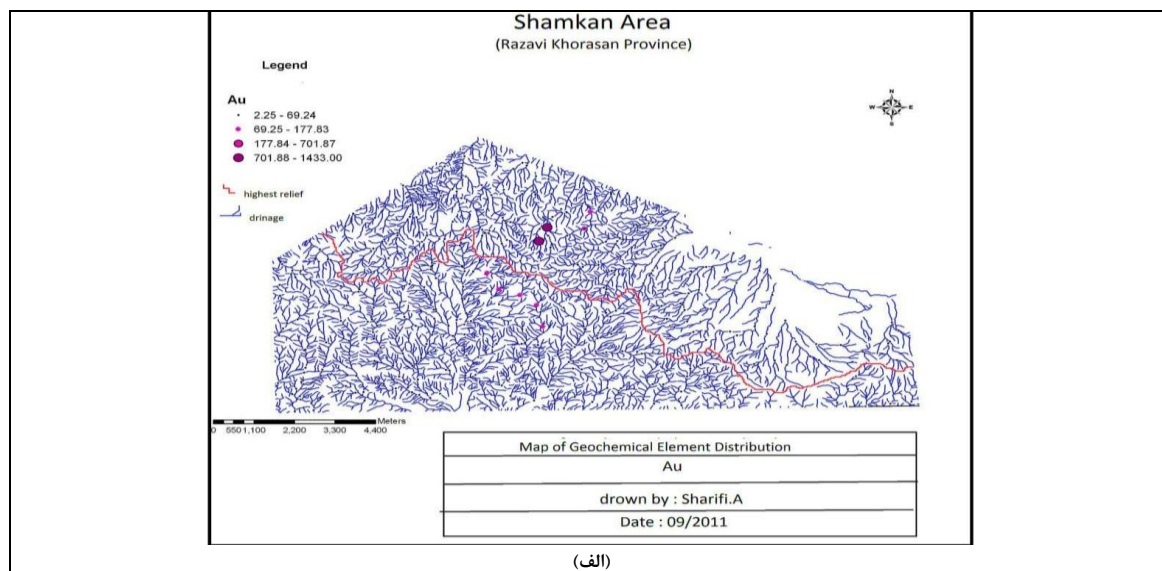 Shamkan Area
(Razavi Khorasan Province)
Legend
Au
2.25 - 69.24
69.25 - 177.83
177.84 - 701.87
701.88 - 1433.00
highest relief
drinage
N
W E
S
Meters
0 550 1,100 2,200 3,300 4,400
Map of Geochemical Element Distribution
Au
drown by : Sharifi.A
Date : 09/2011
(الف)